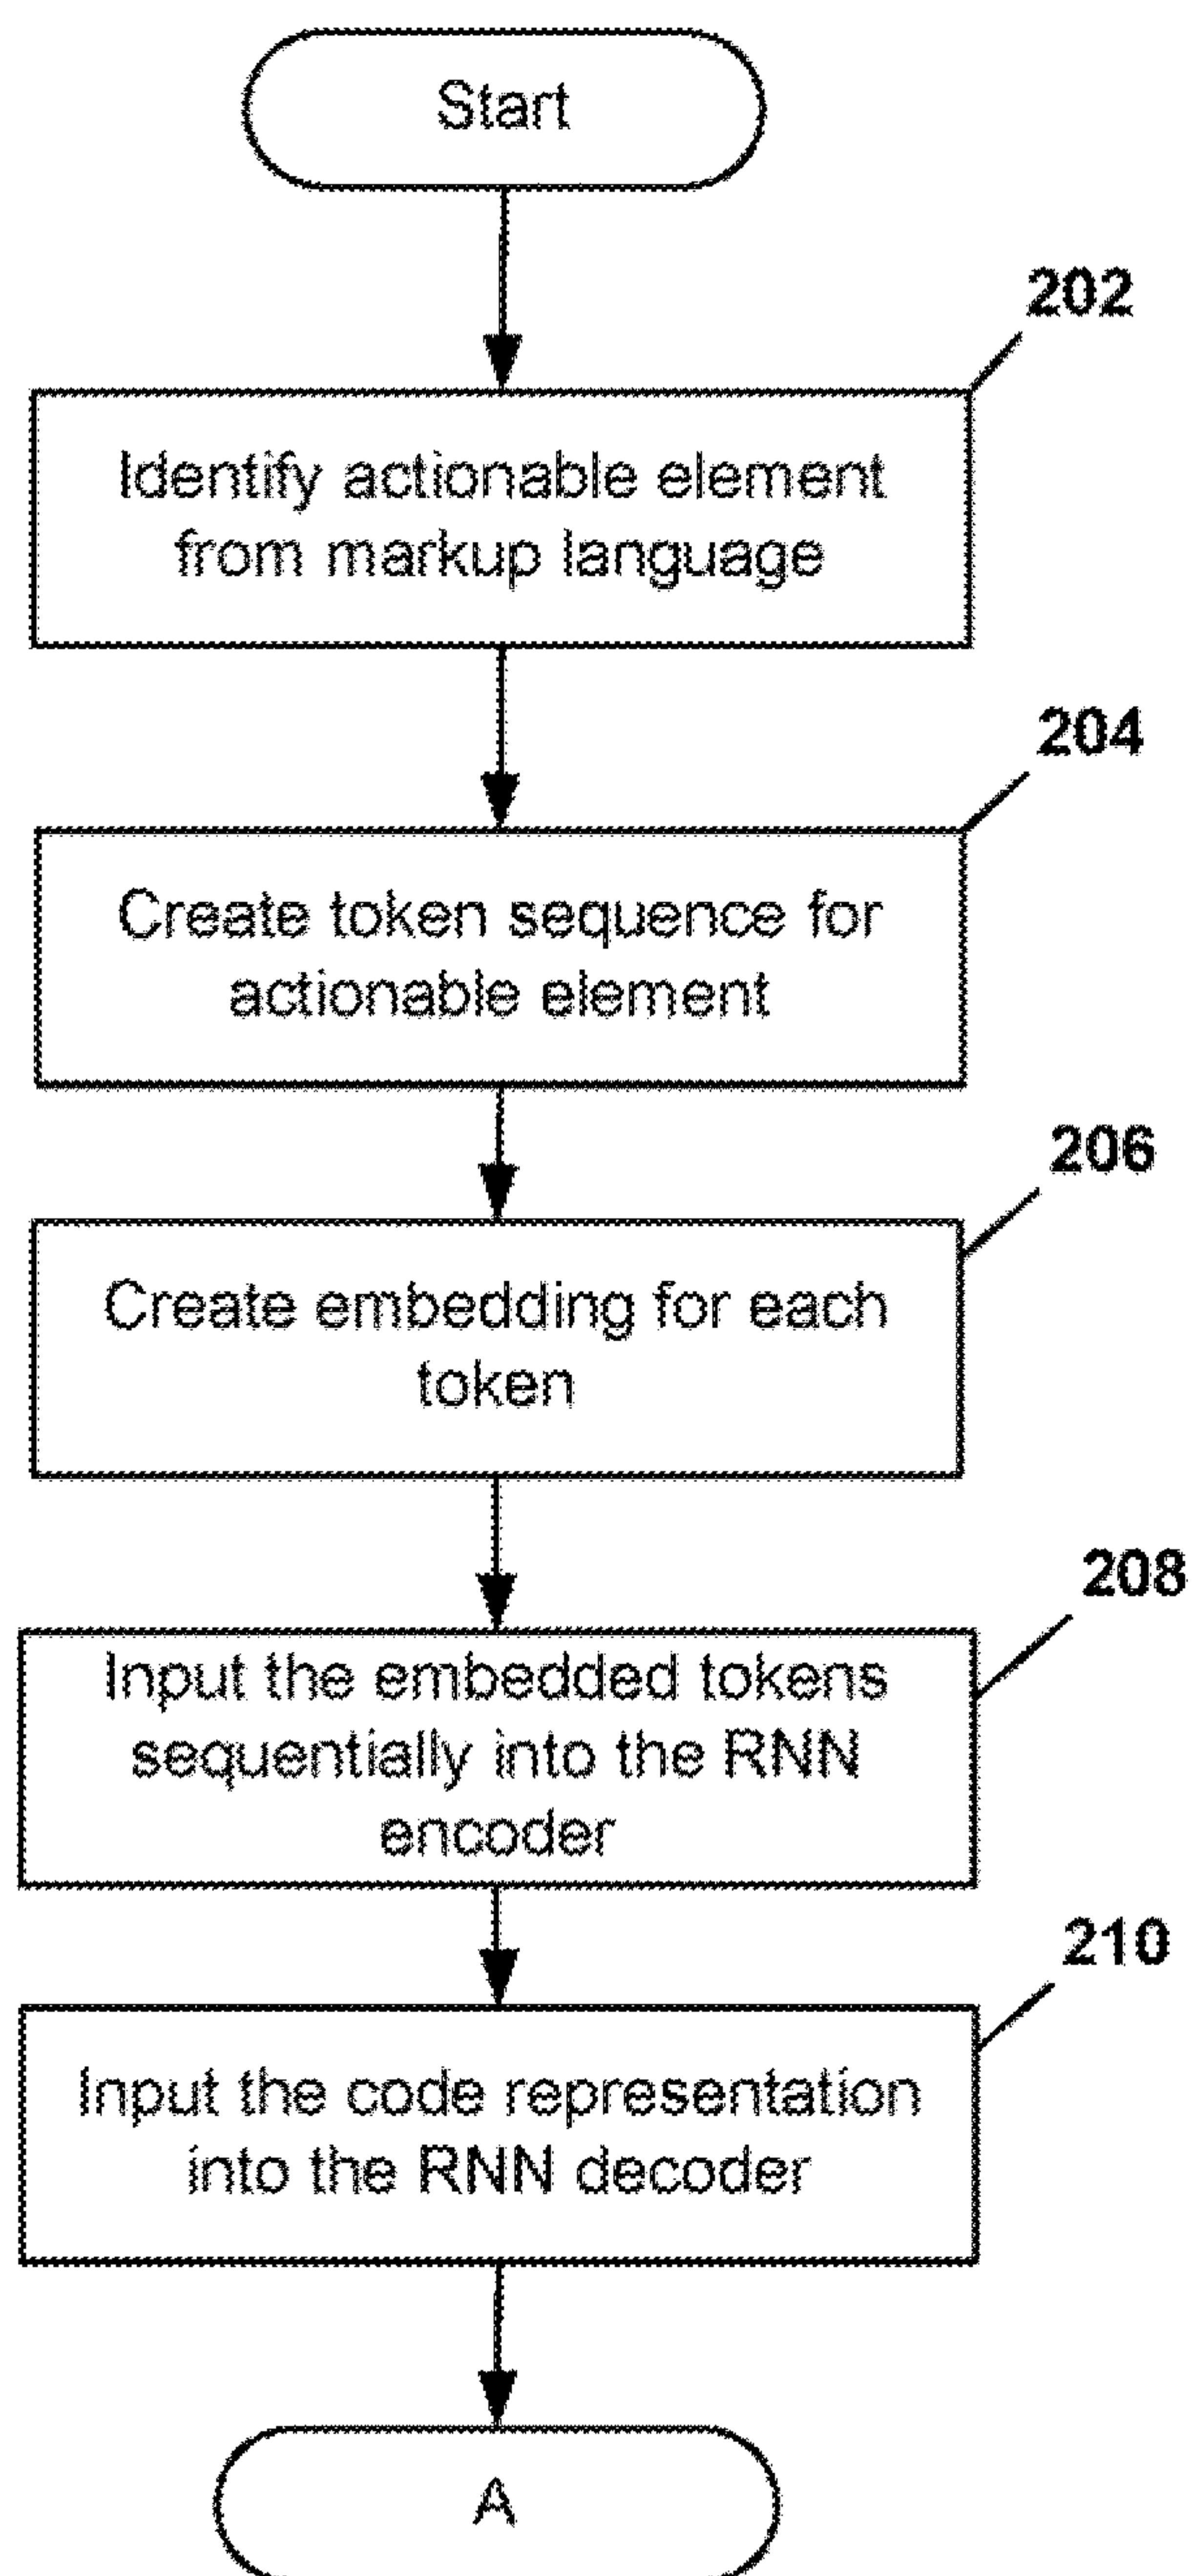 Start
202
Identify actionable element
from markup language
204
Create token sequence for
actionable element
206
Create embedding for each
token
208
Input the embedded tokens
sequentially into the RNN
encoder
210
Input the code representation
into the RNN decoder
A